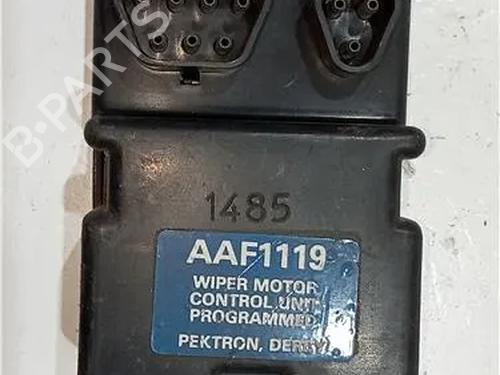 B-PARTS
1485
AAF1119
WIPER MOTOR
CONTROL UNIT
PROGRAMMED
PEKTRON, DERBY